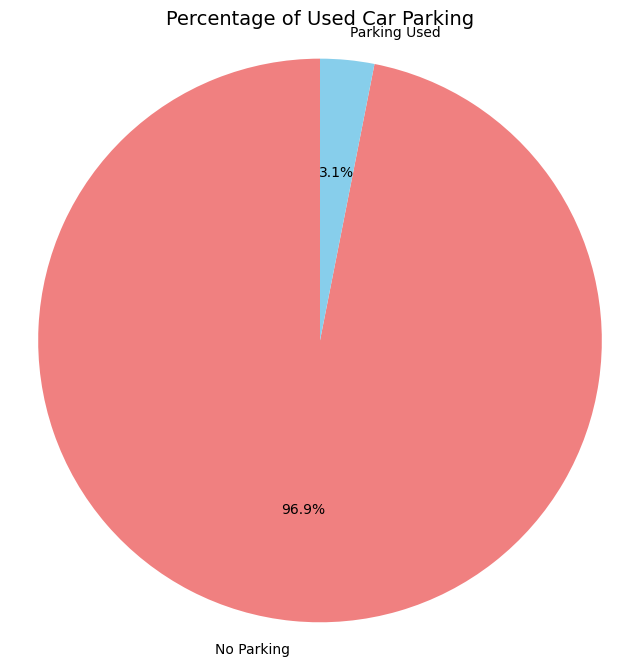 Percentage of Used Car Parking
Parking Used
3.1%
96.9%
No Parking